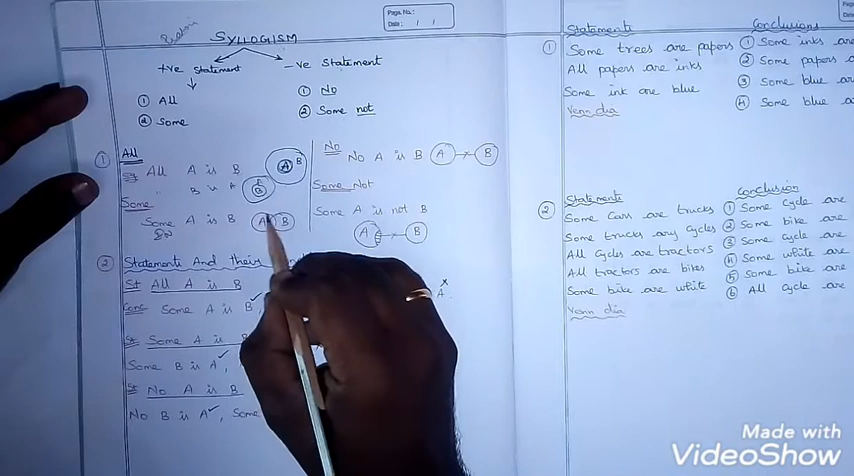 Page. No.:
Date: / /
SYLLOGISM
+ve Statement
-ve Statement
① All
② Some
① No
② Some not
① All
St All A is B
A B
" B is A
B
Some
Some A is B
A B
No
No A is B
A B
Some Not
Some A is not B
A B
② Statements And their
St All A is B
Conc Some A is B ✓
A
St Some A is B
Some B is A ✓
St No A is B
No B is A ✓, Some
Statements
Conclusions
① Some trees are papers
All papers are inks
Some ink are blue
Venn dia
① Some inks are
② Some papers
③ Some blue are
④ Some blue
② Statements
Conclusion
Some Cars are trucks
Some trucks any cycles
All cycles are tractors
All tractors are bikes
Some bike are white
Venn dia
① Some cycle are
② Some bike are
③ Some cycle are
④ Some white are
⑤ Some bike are
⑥ All cycle are
Made with
VideoShow